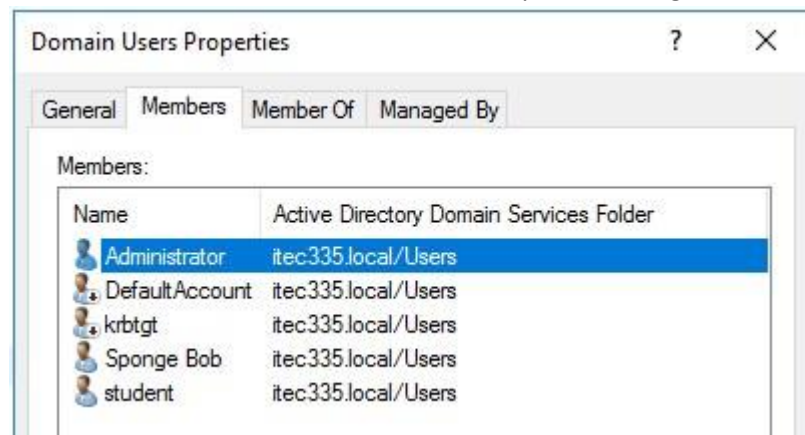 Domain Users Properties ? ×
General Members Member Of Managed By
Members:
Name Active Directory Domain Services Folder
Administrator itec335.local/Users
DefaultAccount itec335.local/Users
krbtgt itec335.local/Users
Sponge Bob itec335.local/Users
student itec335.local/Users